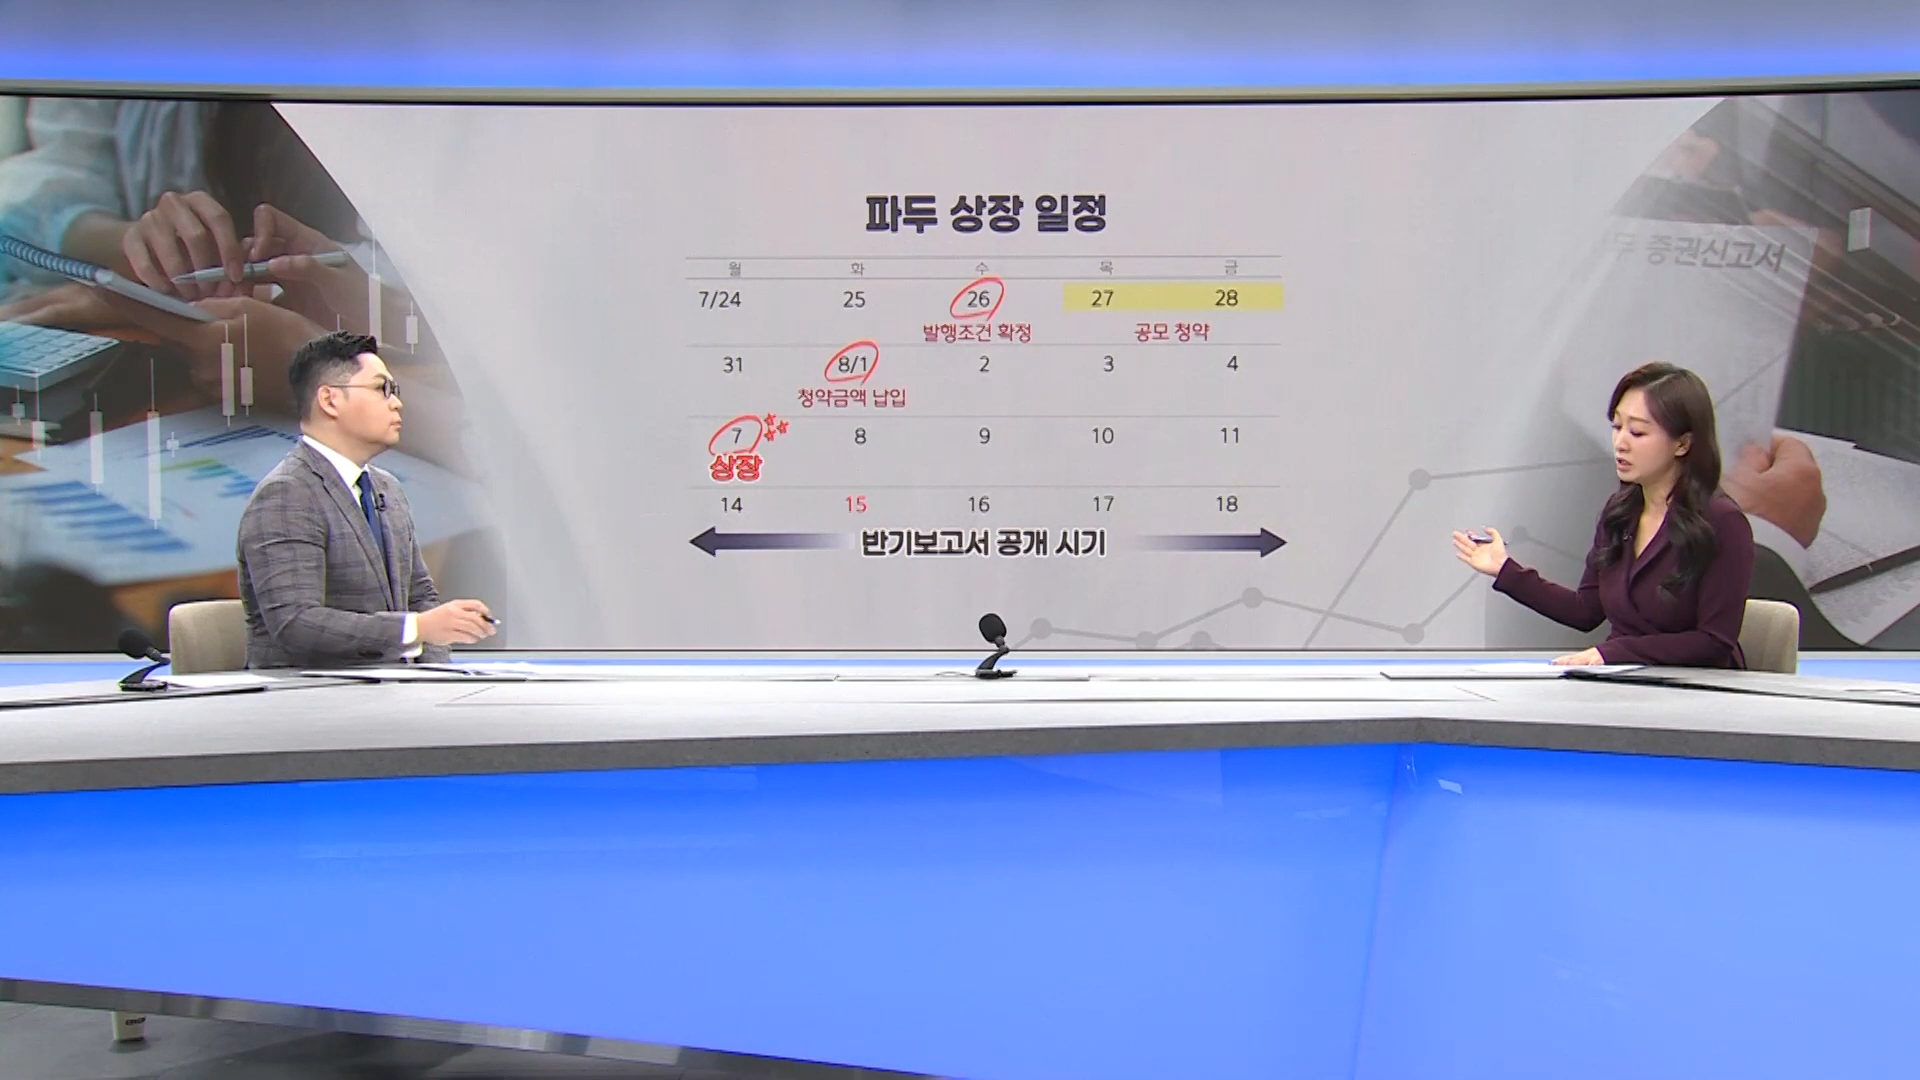 파두 상장 일정
월 화 수 목 금
7/24 25 26 27 28
발행조건 확정 공모 청약
31 8/1 2 3 4
청약금액 납입
7 8 9 10 11
상장
14 15 16 17 18
반기보고서 공개 시기
두 증권신고서